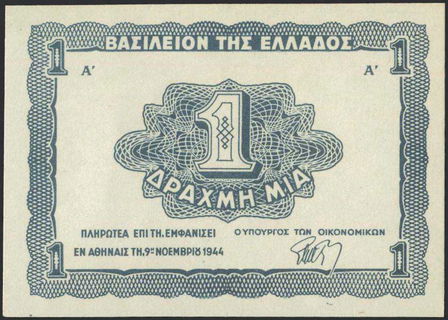 1 ΒΑΣΙΛΕΙΟΝ ΤΗΣ ΕΛΛΑΔΟΣ 1
Α' Α'
1
ΔΡΑΧΜΗ ΜΙΑ
ΠΛΗΡΩΤΕΑ ΕΠΙ ΤΗ, ΕΜΦΑΝΙΣΕΙ Ο ΥΠΟΥΡΓΟΣ ΤΩΝ ΟΙΚΟΝΟΜΙΚΩΝ
1 ΕΝ ΑΘΗΝΑΙΣ ΤΗ, 9ῃ ΝΟΕΜΒΡΙΟΥ 1944 1